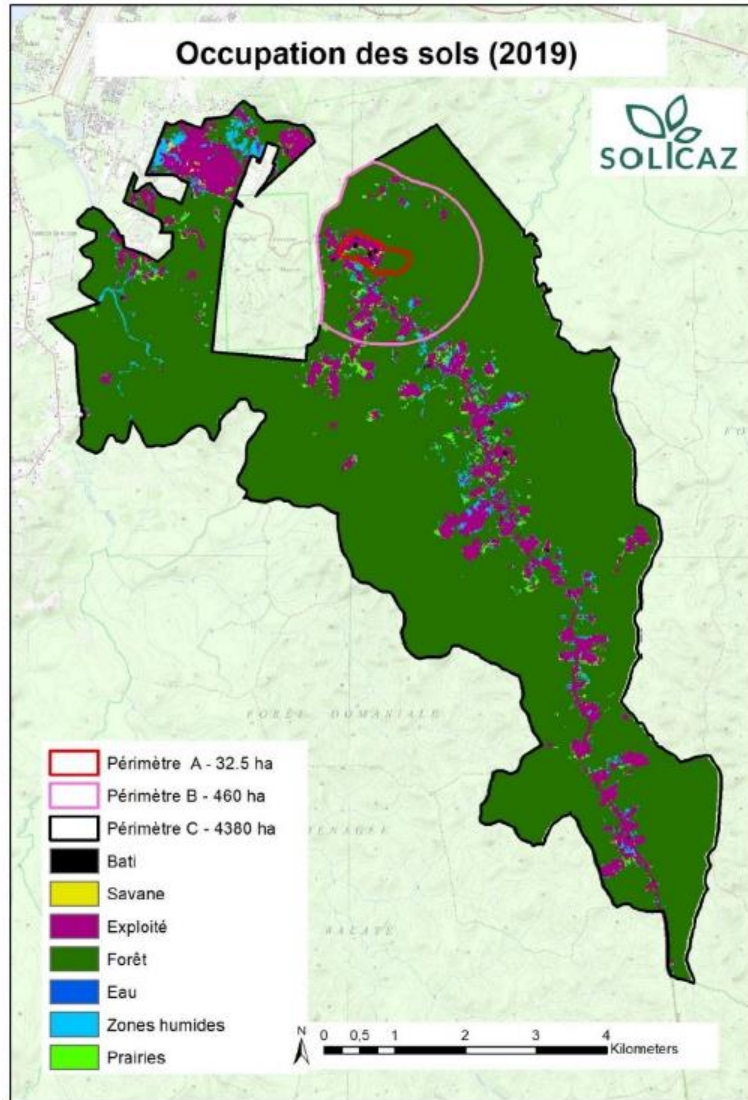 Occupation des sols (2019)
SOLICAZ
FORÊT DOMANIALE
Périmètre A - 32.5 ha
Périmètre B - 460 ha
Périmètre C - 4380 ha
Bati
Savane
Exploité
Forêt
Eau
Zones humides
Prairies
N
0 0,5 1 2 3 4
Kilometers